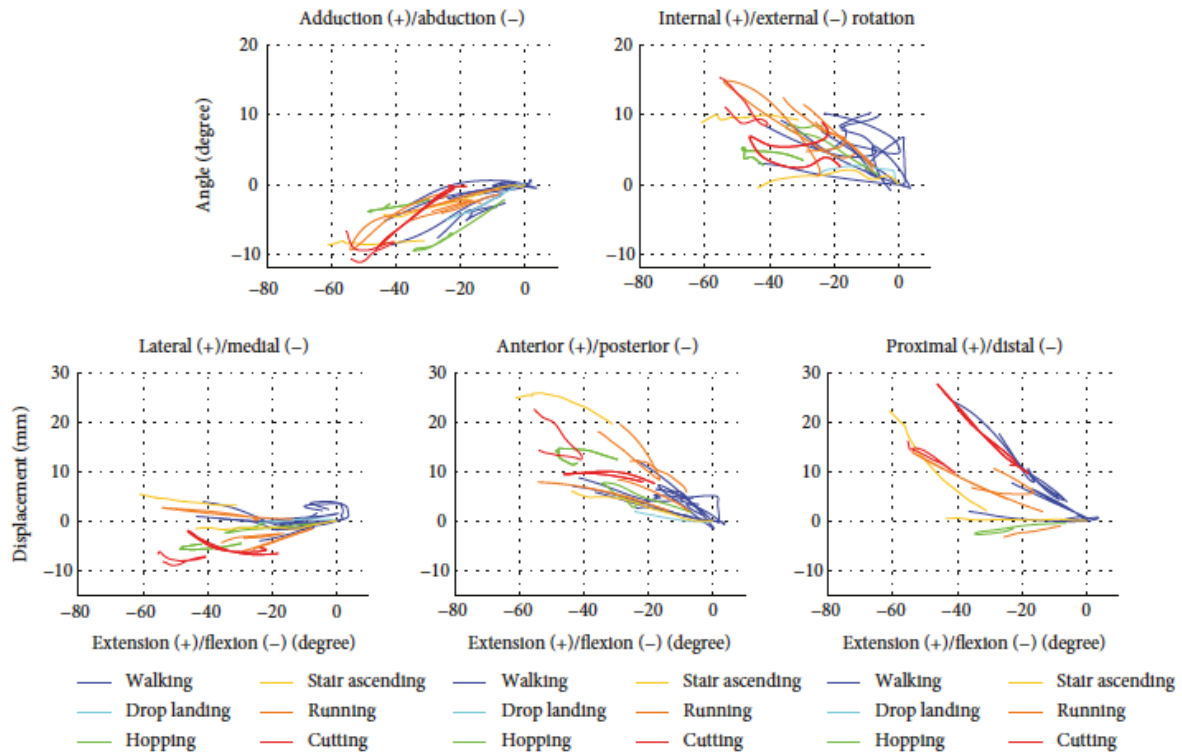 Adduction (+)/abduction (−)
Internal (+)/external (−) rotation
Angle (degree)
20
10
0
−10
−80
−60
−40
−20
0
20
10
0
−10
−80
−60
−40
−20
0
Lateral (+)/medial (−)
Anterior (+)/posterior (−)
Proximal (+)/distal (−)
Displacement (mm)
30
20
10
0
−10
−80
−60
−40
−20
0
30
20
10
0
−10
−80
−60
−40
−20
0
30
20
10
0
−10
−80
−60
−40
−20
0
Extension (+)/flexion (−) (degree)
Extension (+)/flexion (−) (degree)
Extension (+)/flexion (−) (degree)
Walking
Stair ascending
Walking
Stair ascending
Walking
Stair ascending
Drop landing
Running
Drop landing
Running
Drop landing
Running
Hopping
Cutting
Hopping
Cutting
Hopping
Cutting